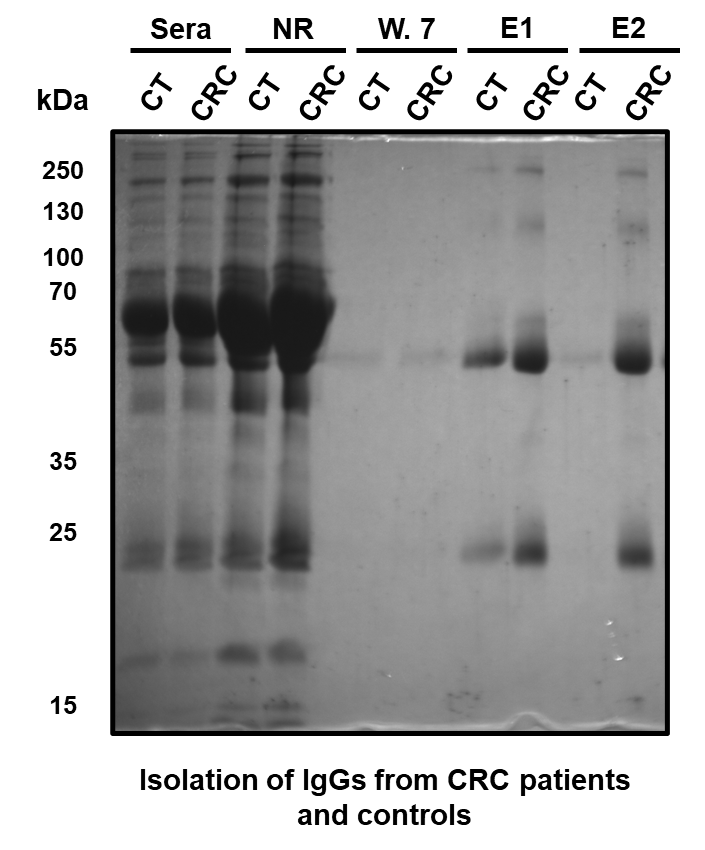 Sera NR W. 7 E1 E2
kDa CT CRC CT CRC CT CRC CT CRC CT CRC
250
130
100
70
55
35
25
15
Isolation of IgGs from CRC patients
and controls